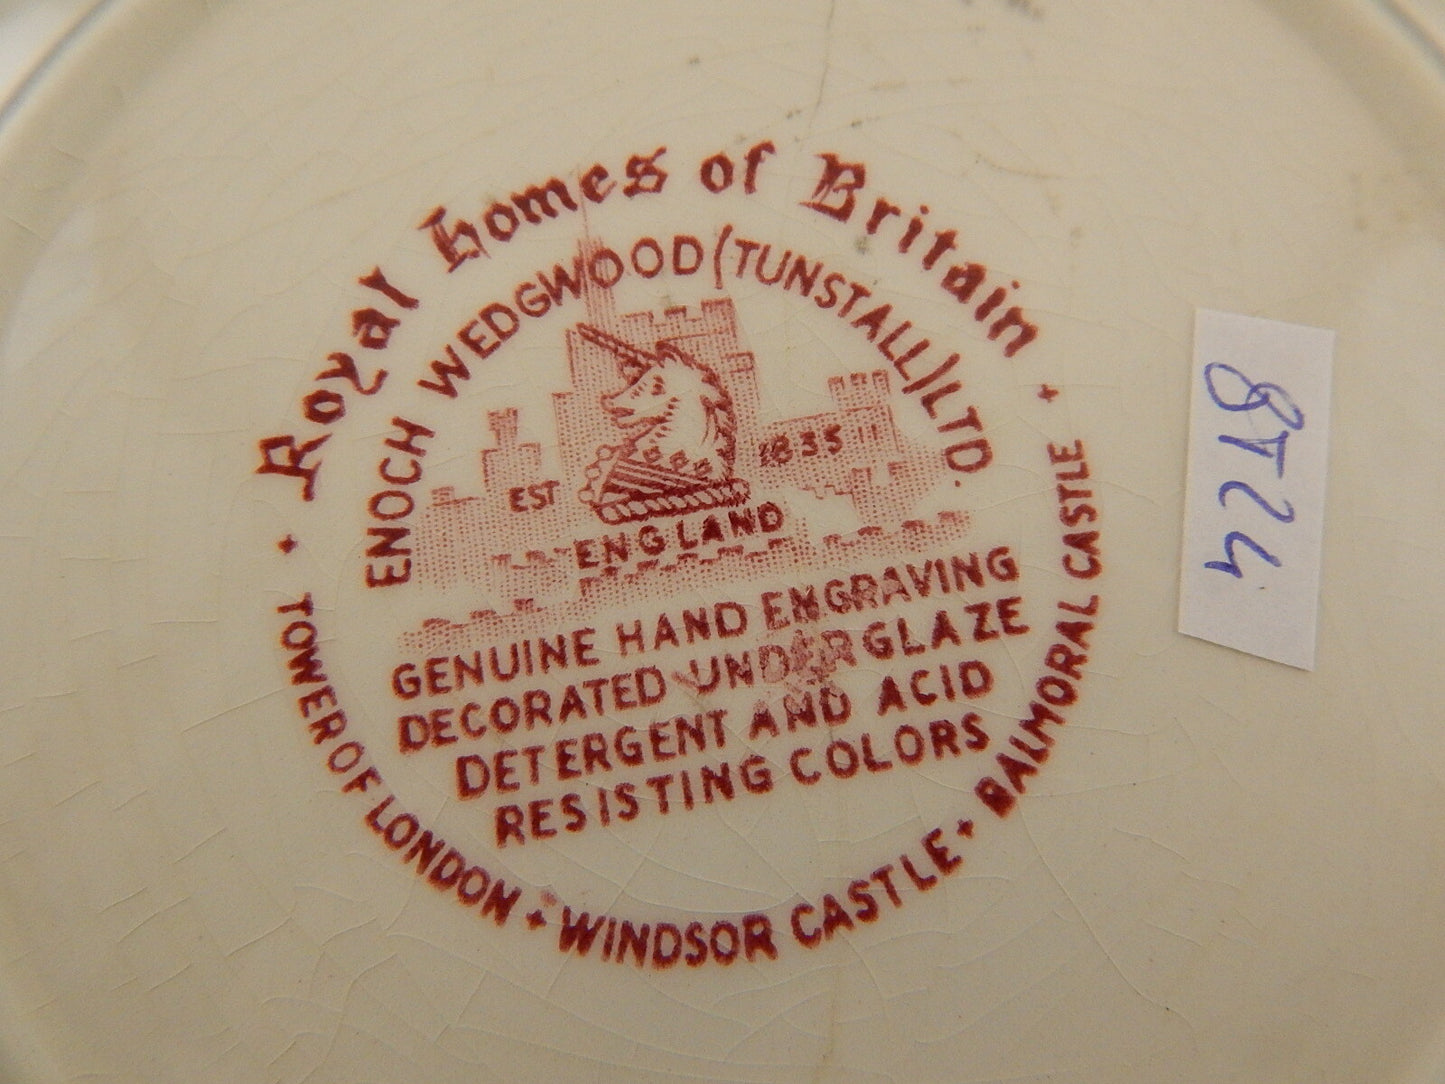 Royal homes of Britain
ENOCH WEDGWOOD (TUNSTALL) LTD.
EST 1835
ENGLAND
GENUINE HAND ENGRAVING
DECORATED UNDERGLAZE
DETERGENT AND ACID
RESISTING COLORS
TOWER OF LONDON + WINDSOR CASTLE + BALMORAL CASTLE
8T24